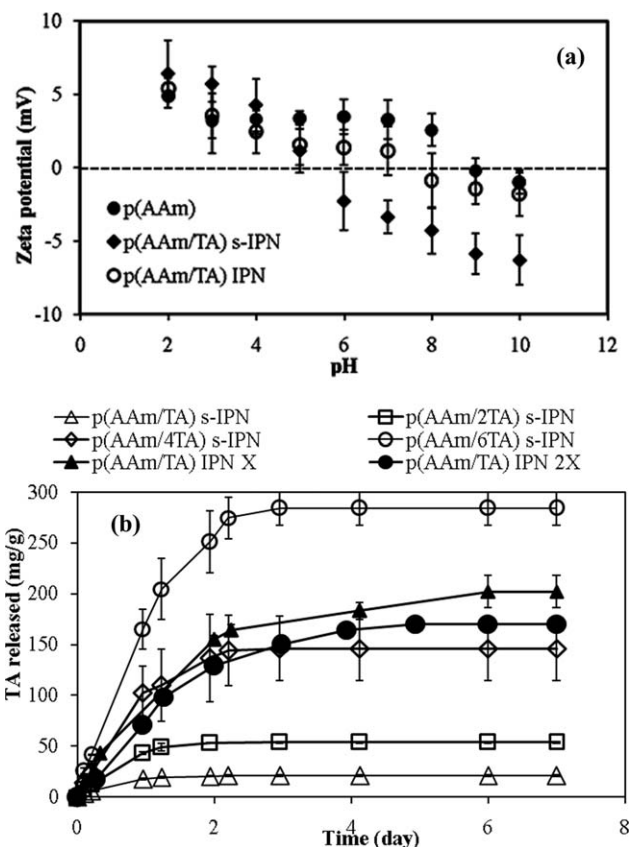 10
(a)
5
0
-5
-10
Zeta potential (mV)
p(AAm)
p(AAm/TA) s-IPN
p(AAm/TA) IPN
0 2 4 6 8 10 12
pH
p(AAm/TA) s-IPN p(AAm/2TA) s-IPN
p(AAm/4TA) s-IPN p(AAm/6TA) s-IPN
p(AAm/TA) IPN X p(AAm/TA) IPN 2X
300
(b)
250
200
150
100
50
0
TA released (mg/g)
0 2 4 6 8
Time (day)